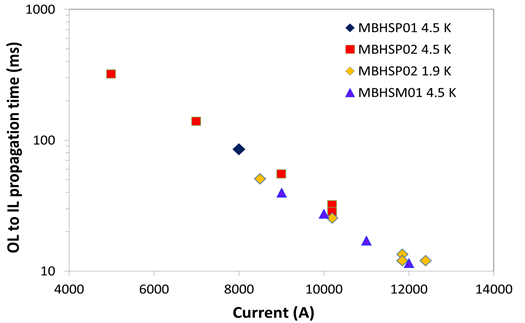 1000
100
10
OL to IL propagation time (ms)
MBHSP01 4.5 K
MBHSP02 4.5 K
MBHSP02 1.9 K
MBHSM01 4.5 K
4000 6000 8000 10000 12000 14000
Current (A)